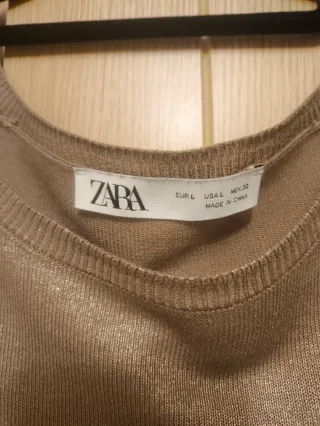 ZARA
EUR L USA L MEX 30
MADE IN CHINA